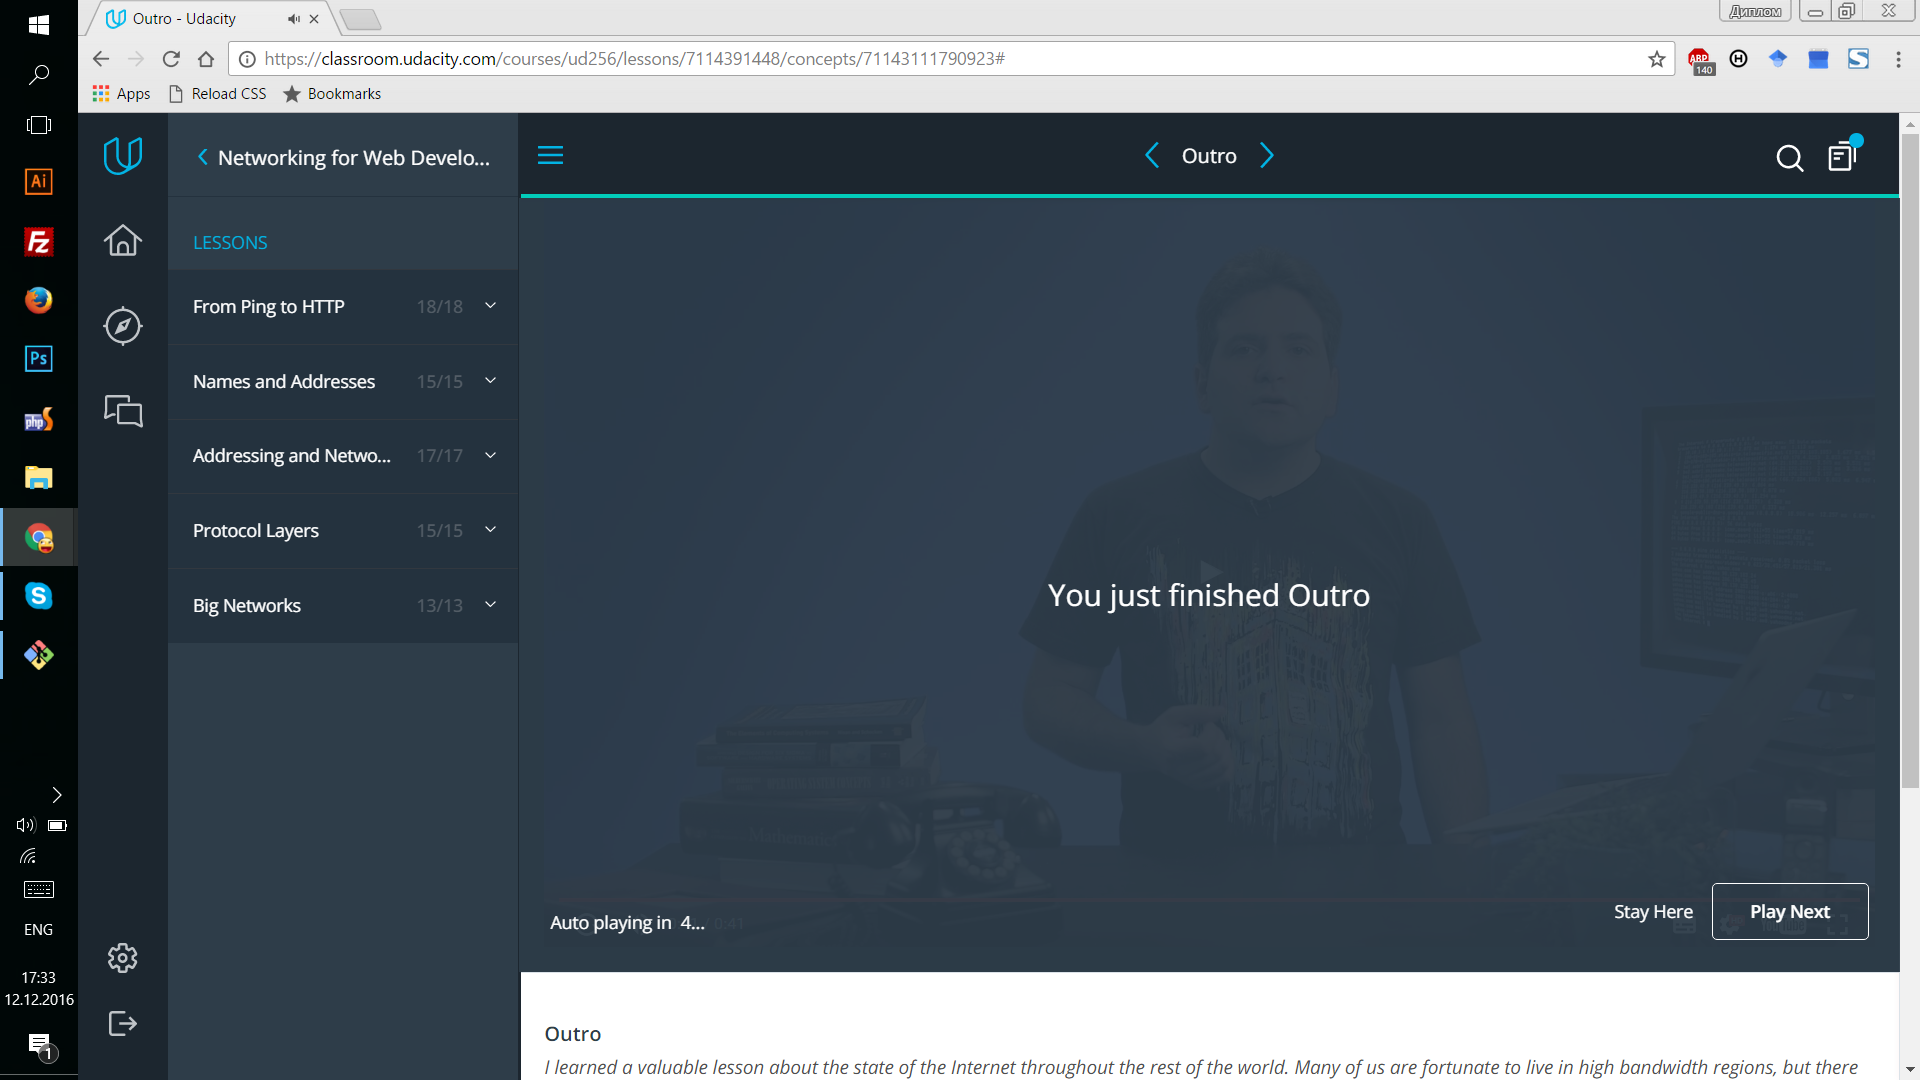 Outro - Udacity
Диплом
https://classroom.udacity.com/courses/ud256/lessons/7114391448/concepts/71143111790923#
ABP
140
H
S
Apps
Reload CSS
Bookmarks
Ai
Fz
Ps
php
S
ENG
17:33
12.12.2016
1
Networking for Web Develo...
LESSONS
From Ping to HTTP 18/18
Names and Addresses 15/15
Addressing and Netwo... 17/17
Protocol Layers 15/15
Big Networks 13/13
Outro
You just finished Outro
Auto playing in 4...
Stay Here
Play Next
Outro
I learned a valuable lesson about the state of the Internet throughout the rest of the world. Many of us are fortunate to live in high bandwidth regions, but there